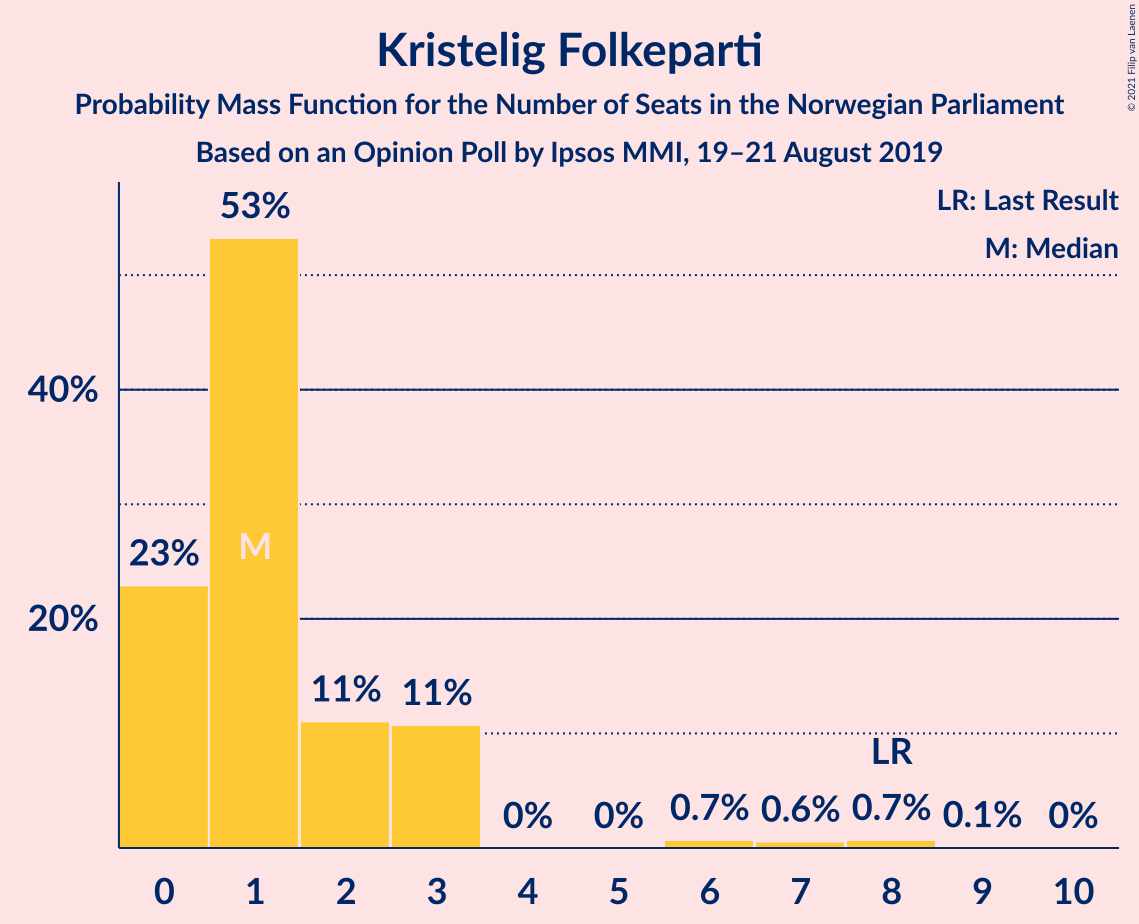 Kristelig Folkeparti
Probability Mass Function for the Number of Seats in the Norwegian Parliament
Based on an Opinion Poll by Ipsos MMI, 19–21 August 2019
© 2021 Filip van Laenen
LR: Last Result
M: Median
53%
40%
M
23%
20%
11% 11%
LR
0% 0% 0.7% 0.6% 0.7% 0.1% 0%
0 1 2 3 4 5 6 7 8 9 10